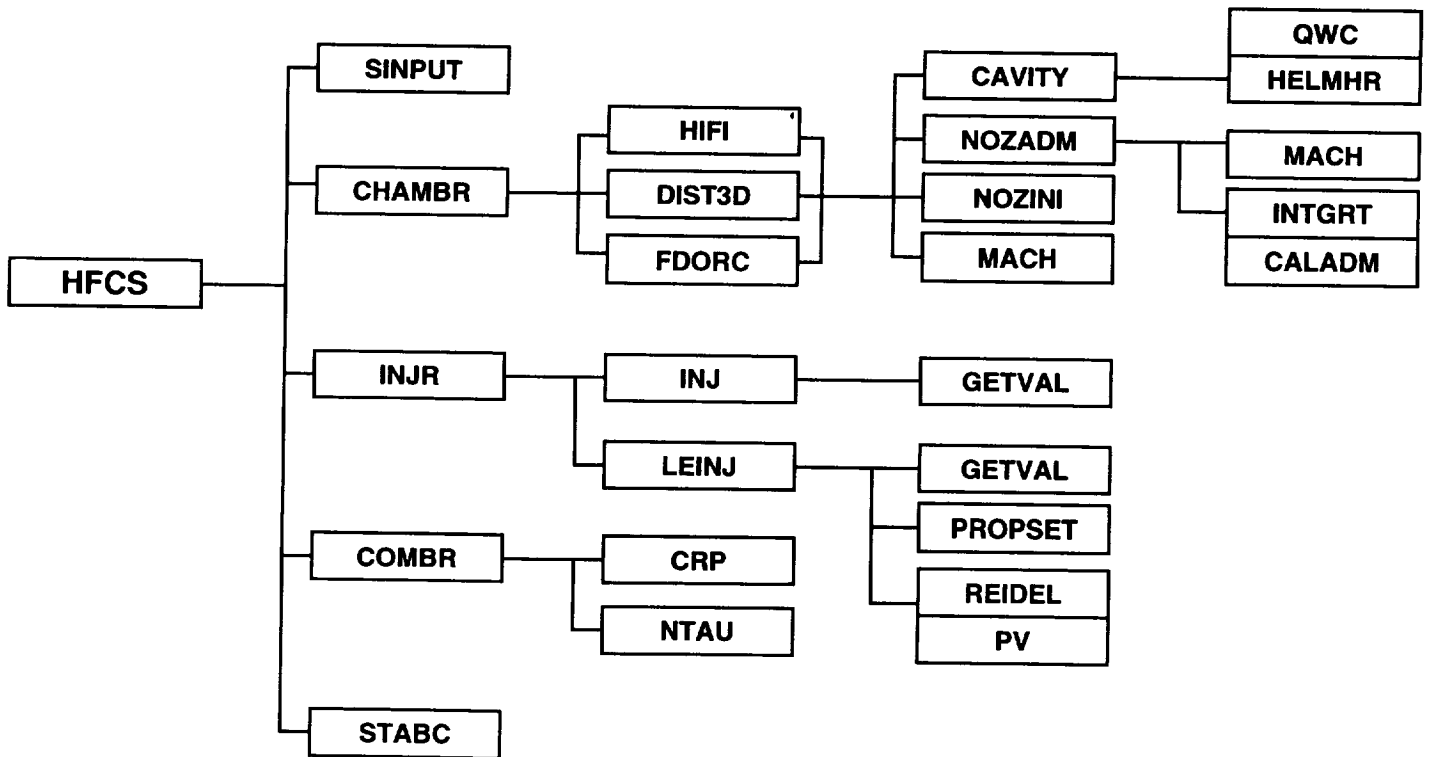 HFCS
SINPUT
CHAMBR
HIFI
DIST3D
FDORC
CAVITY
QWC
HELMHR
NOZADM
MACH
INTGRT
CALADM
NOZINI
MACH
INJR
INJ
GETVAL
LEINJ
GETVAL
PROPSET
REIDEL
PV
COMBR
CRP
NTAU
STABC